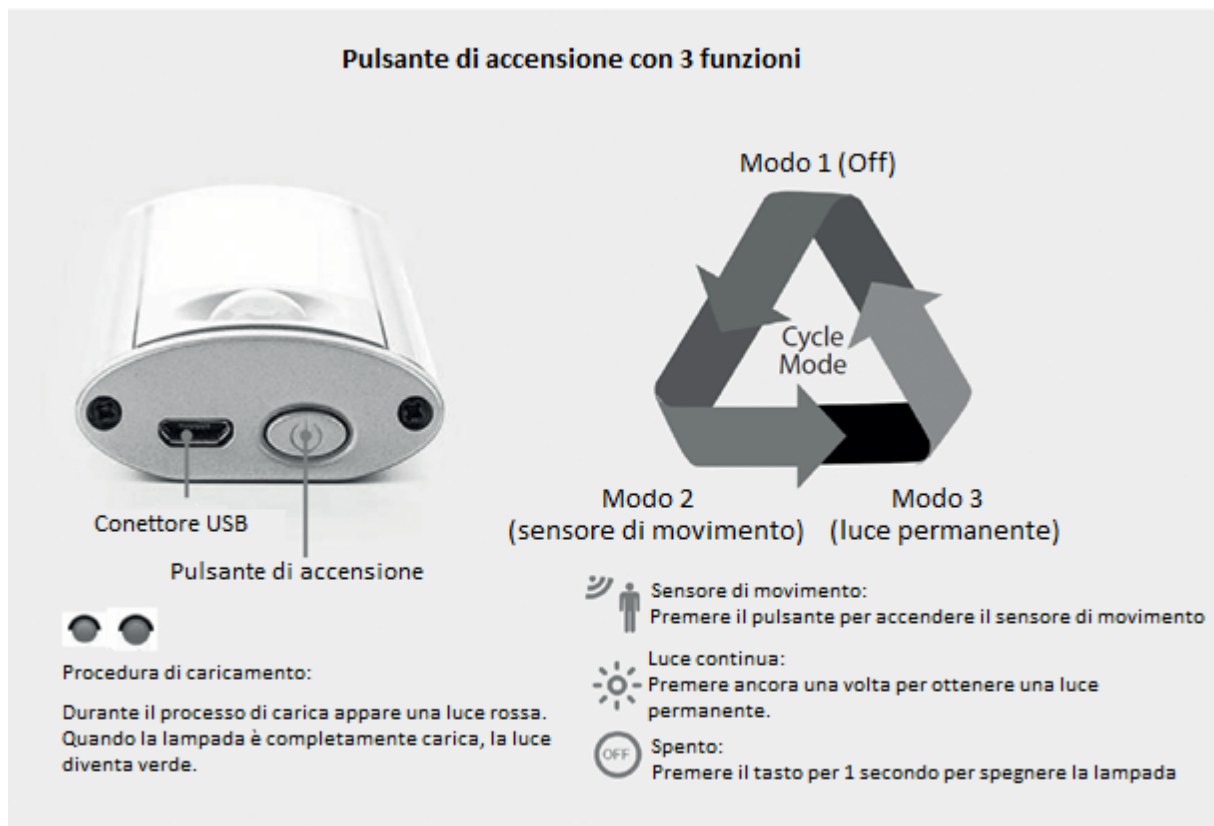 Pulsante di accensione con 3 funzioni
Modo 1 (Off)
Cycle
Mode
Modo 2
(sensore di movimento)
Modo 3
(luce permanente)
Conettore USB
Pulsante di accensione
Procedura di caricamento:
Durante il processo di carica appare una luce rossa.
Quando la lampada è completamente carica, la luce
diventa verde.
Sensore di movimento:
Premere il pulsante per accendere il sensore di movimento
Luce continua:
Premere ancora una volta per ottenere una luce
permanente.
OFF
Spento:
Premere il tasto per 1 secondo per spegnere la lampada